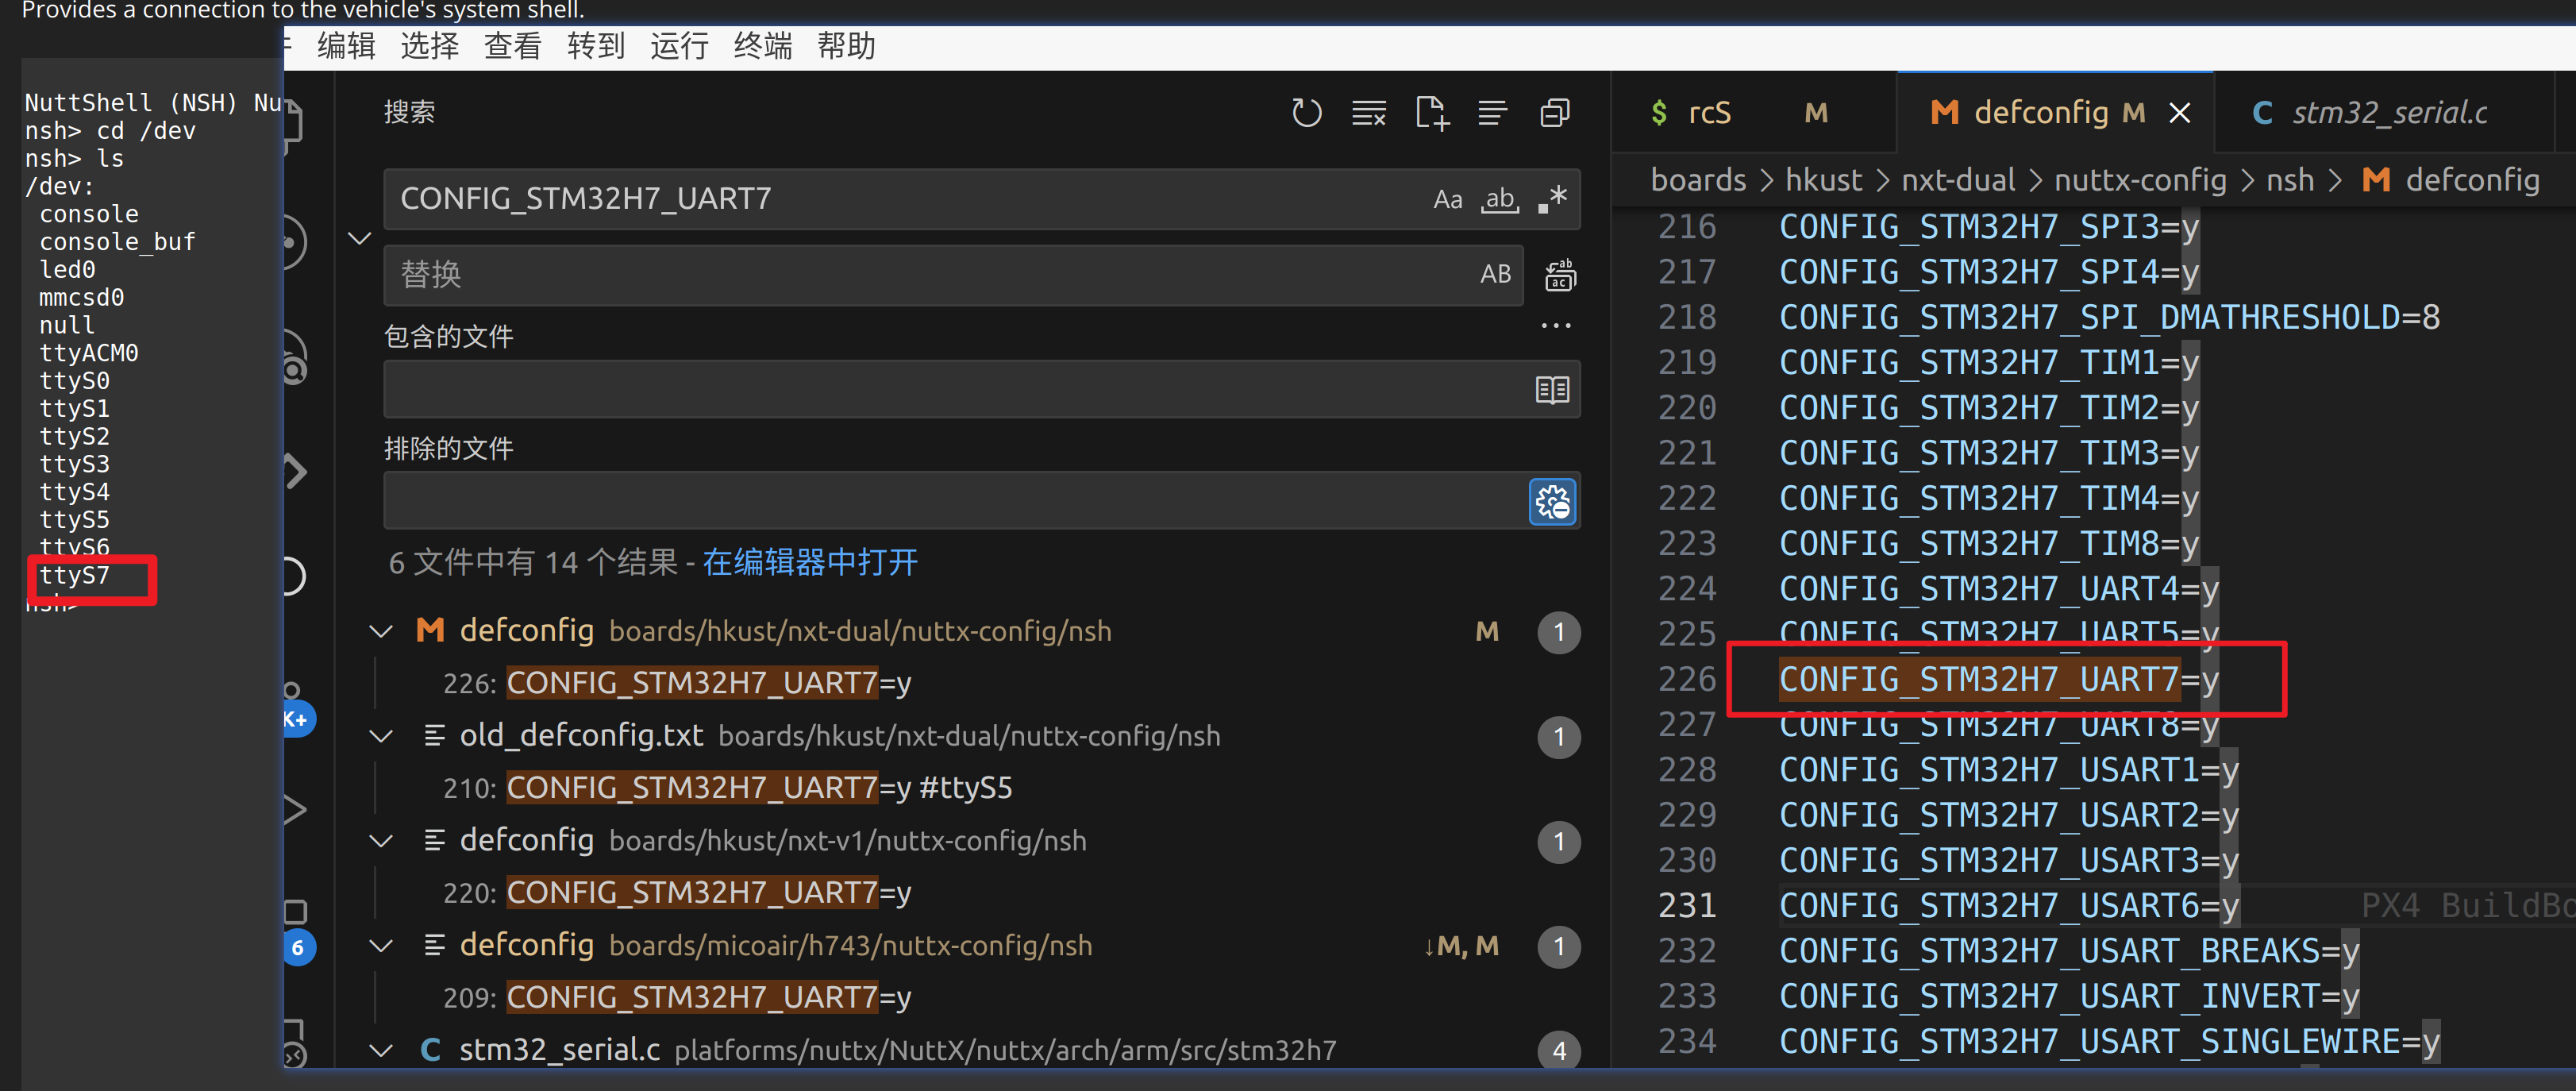 Provides a connection to the vehicle's system shell.
NuttShell (NSH) Nu
nsh> cd /dev
nsh> ls
/dev:
console
console_buf
led0
mmcsd0
null
ttyACM0
ttyS0
ttyS1
ttyS2
ttyS3
ttyS4
ttyS5
ttyS6
ttyS7
nsh>
编辑 选择 查看 转到 运行 终端 帮助
搜索
CONFIG_STM32H7_UART7
Aa ab .*
替换
AB
包含的文件
...
排除的文件
6 文件中有 14 个结果 - 在编辑器中打开
defconfig boards/hkust/nxt-dual/nuttx-config/nsh M 1
226: CONFIG_STM32H7_UART7=y
old_defconfig.txt boards/hkust/nxt-dual/nuttx-config/nsh 1
210: CONFIG_STM32H7_UART7=y #ttyS5
defconfig boards/hkust/nxt-v1/nuttx-config/nsh 1
220: CONFIG_STM32H7_UART7=y
defconfig boards/micoair/h743/nuttx-config/nsh ↓M, M 1
209: CONFIG_STM32H7_UART7=y
C stm32_serial.c platforms/nuttx/NuttX/nuttx/arch/arm/src/stm32h7 4
K+
6
$ rcS M
M defconfig M
C stm32_serial.c
boards > hkust > nxt-dual > nuttx-config > nsh > M defconfig
216 CONFIG_STM32H7_SPI3=y
217 CONFIG_STM32H7_SPI4=y
218 CONFIG_STM32H7_SPI_DMATHRESHOLD=8
219 CONFIG_STM32H7_TIM1=y
220 CONFIG_STM32H7_TIM2=y
221 CONFIG_STM32H7_TIM3=y
222 CONFIG_STM32H7_TIM4=y
223 CONFIG_STM32H7_TIM8=y
224 CONFIG_STM32H7_UART4=y
225 CONFIG_STM32H7_UART5=y
226 CONFIG_STM32H7_UART7=y
227 CONFIG_STM32H7_UART8=y
228 CONFIG_STM32H7_USART1=y
229 CONFIG_STM32H7_USART2=y
230 CONFIG_STM32H7_USART3=y
231 CONFIG_STM32H7_USART6=y PX4 BuildBo
232 CONFIG_STM32H7_USART_BREAKS=y
233 CONFIG_STM32H7_USART_INVERT=y
234 CONFIG_STM32H7_USART_SINGLEWIRE=y